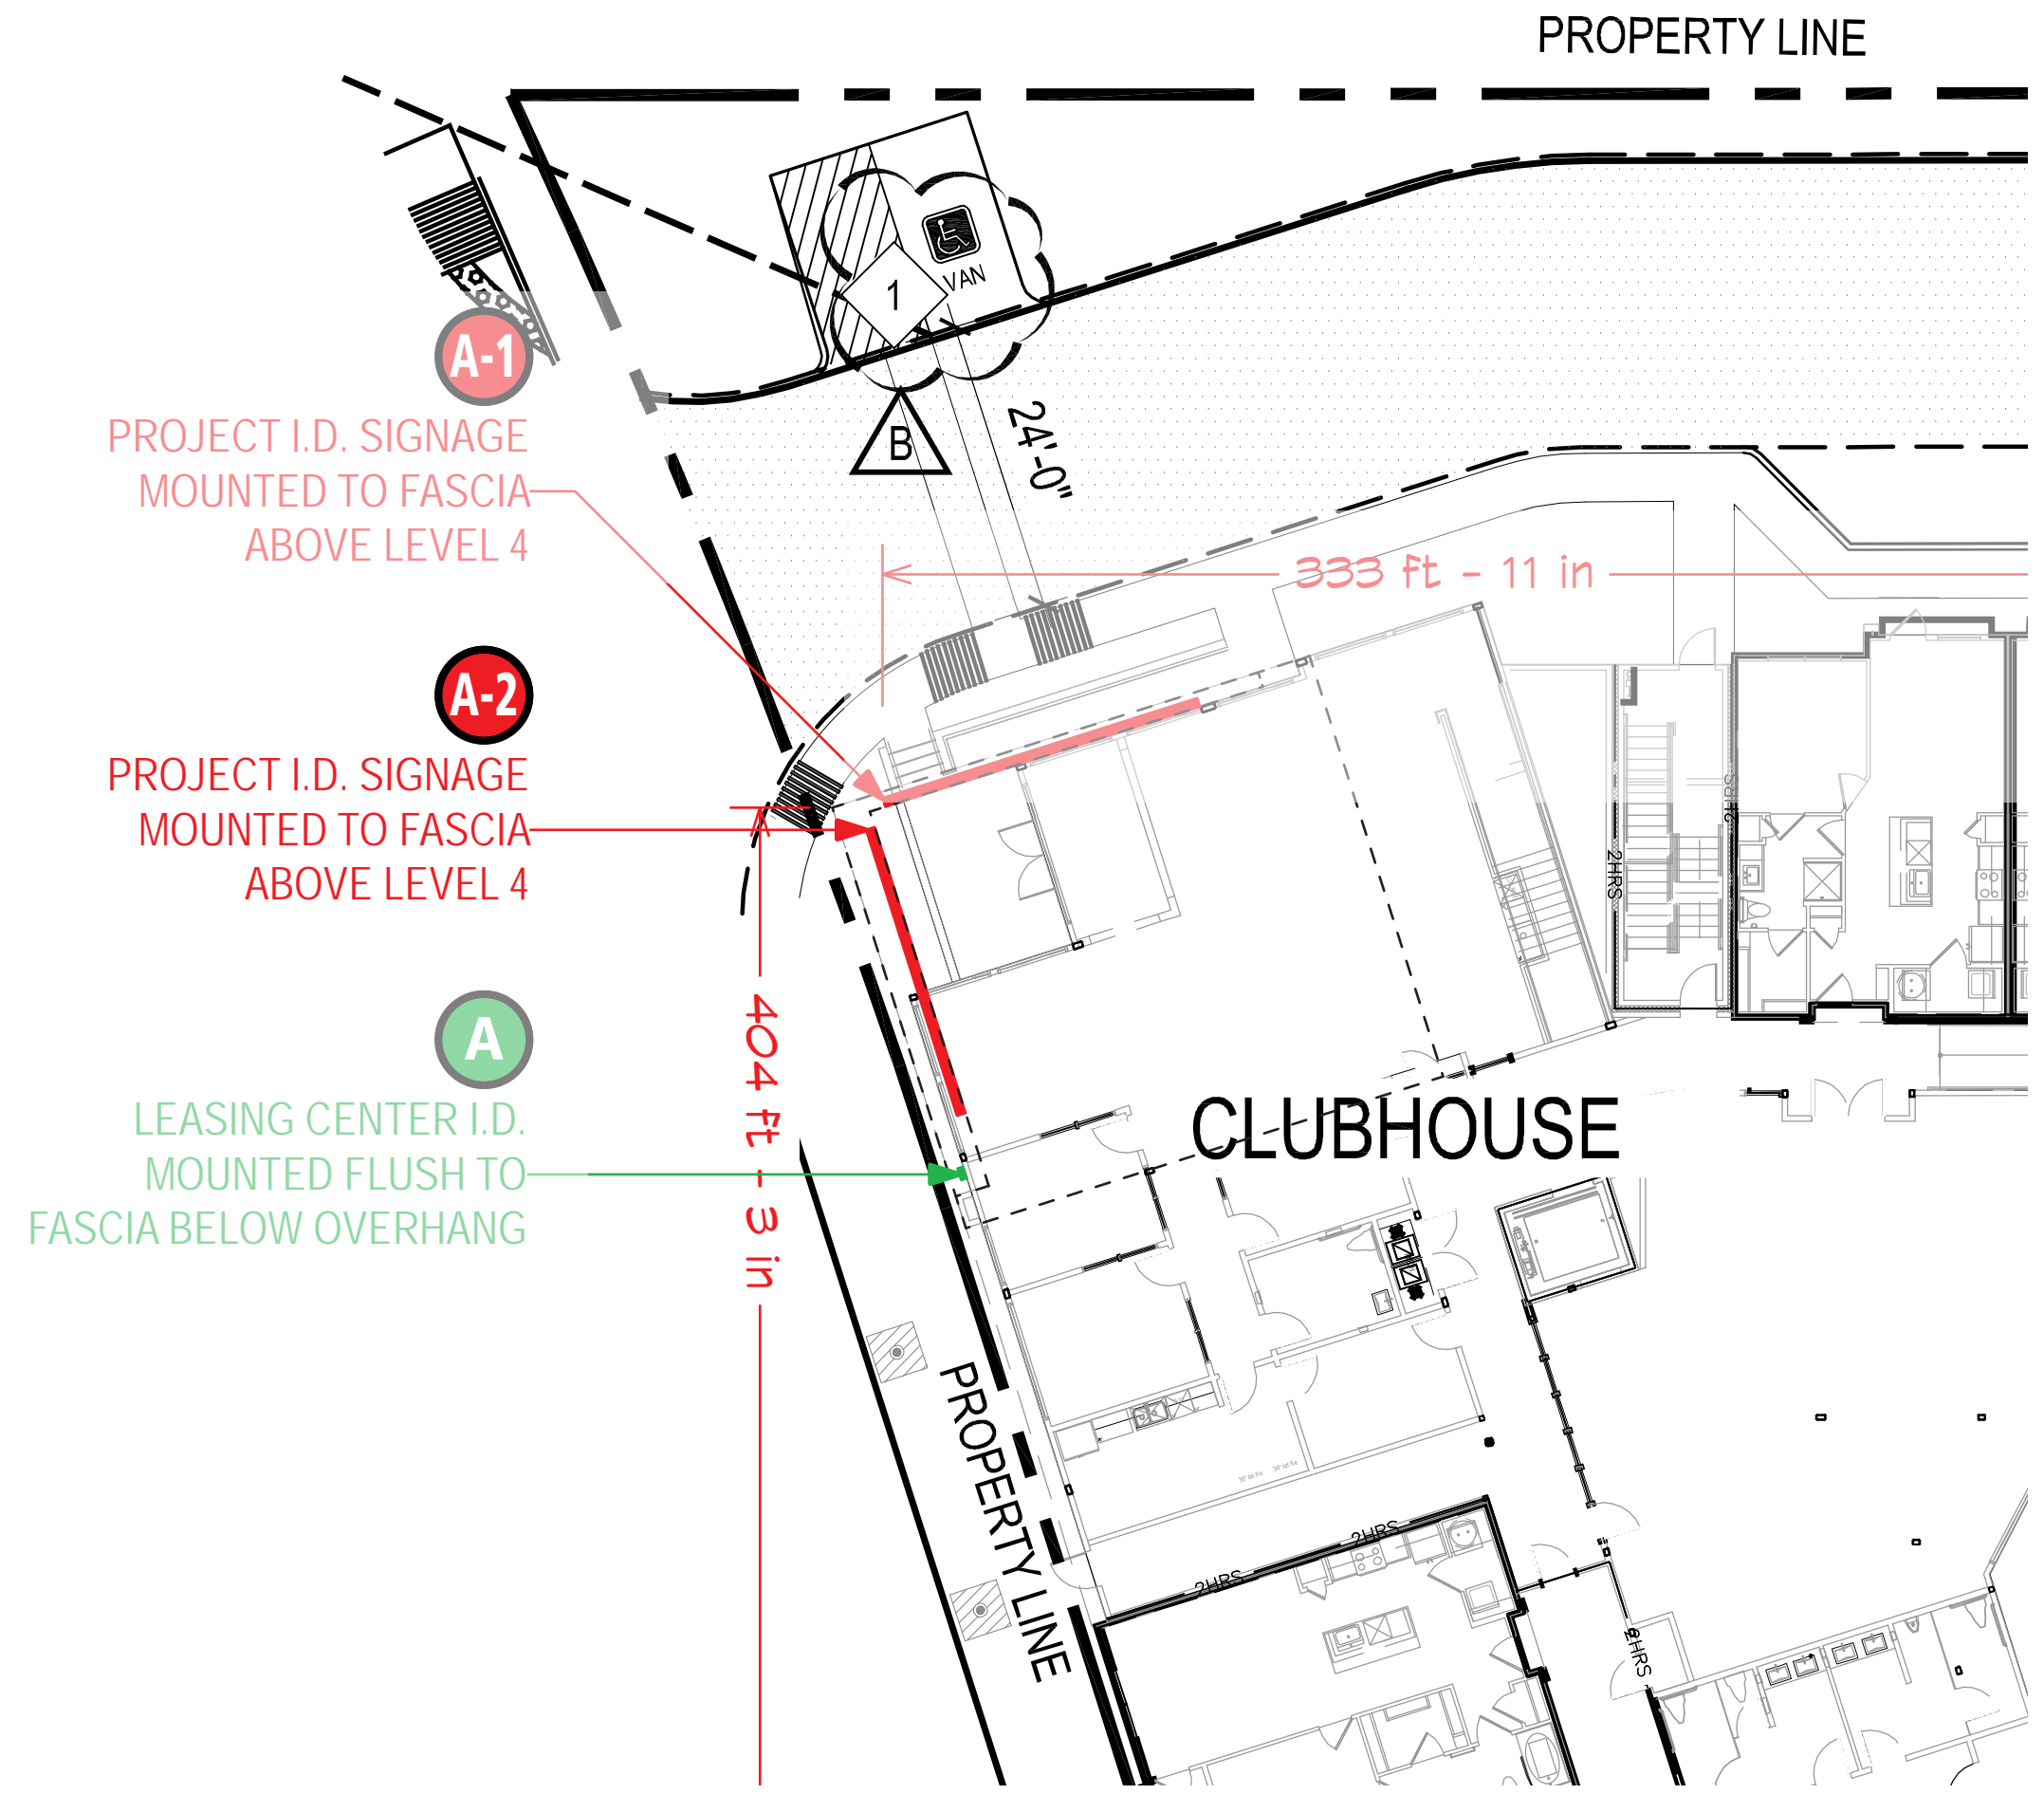 PROPERTY LINE
VAN
1
B
24'-0"
A-1
PROJECT I.D. SIGNAGE
MOUNTED TO FASCIA
ABOVE LEVEL 4
333 ft - 11 in
A-2
PROJECT I.D. SIGNAGE
MOUNTED TO FASCIA
ABOVE LEVEL 4
2HRS
2HRS
404 ft - 3 in
A
LEASING CENTER I.D.
MOUNTED FLUSH TO
FASCIA BELOW OVERHANG
CLUBHOUSE
PROPERTY LINE
2HRS
2HRS
2HRS